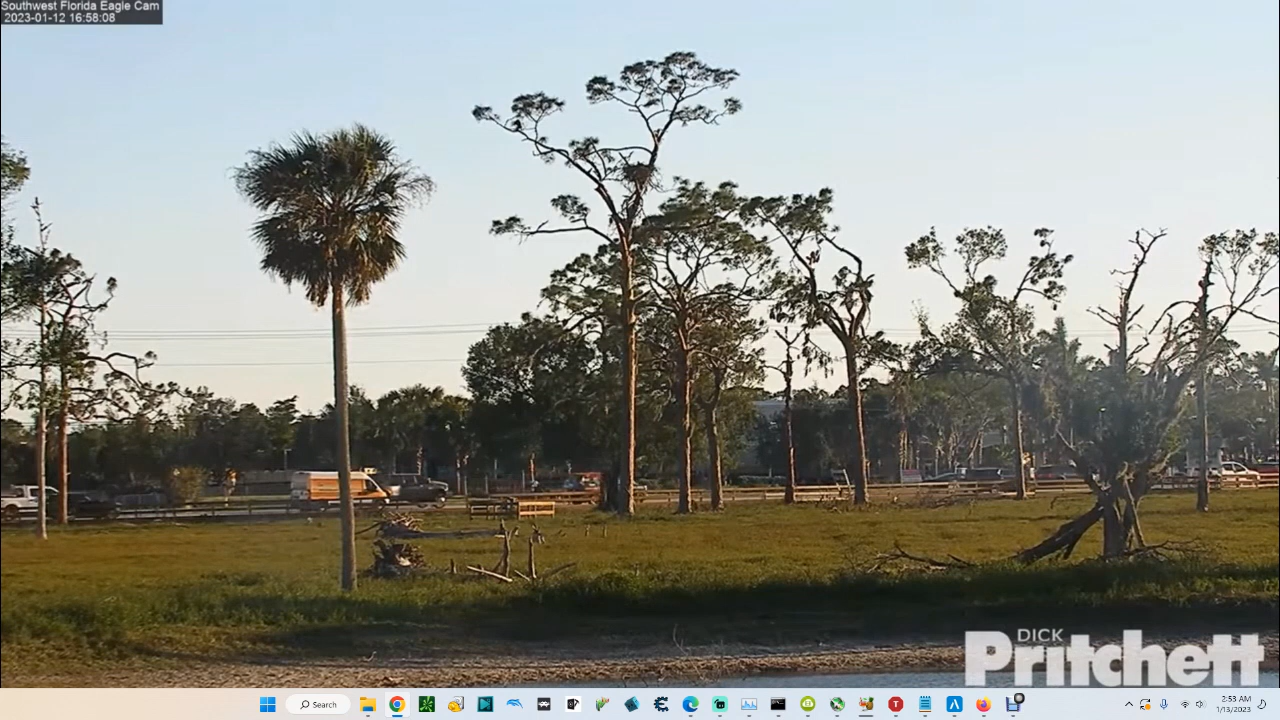 Southwest Florida Eagle Cam
2023-01-12 16:58:08
DICK
Pritchett
Search
2:53 AM
1/13/2023